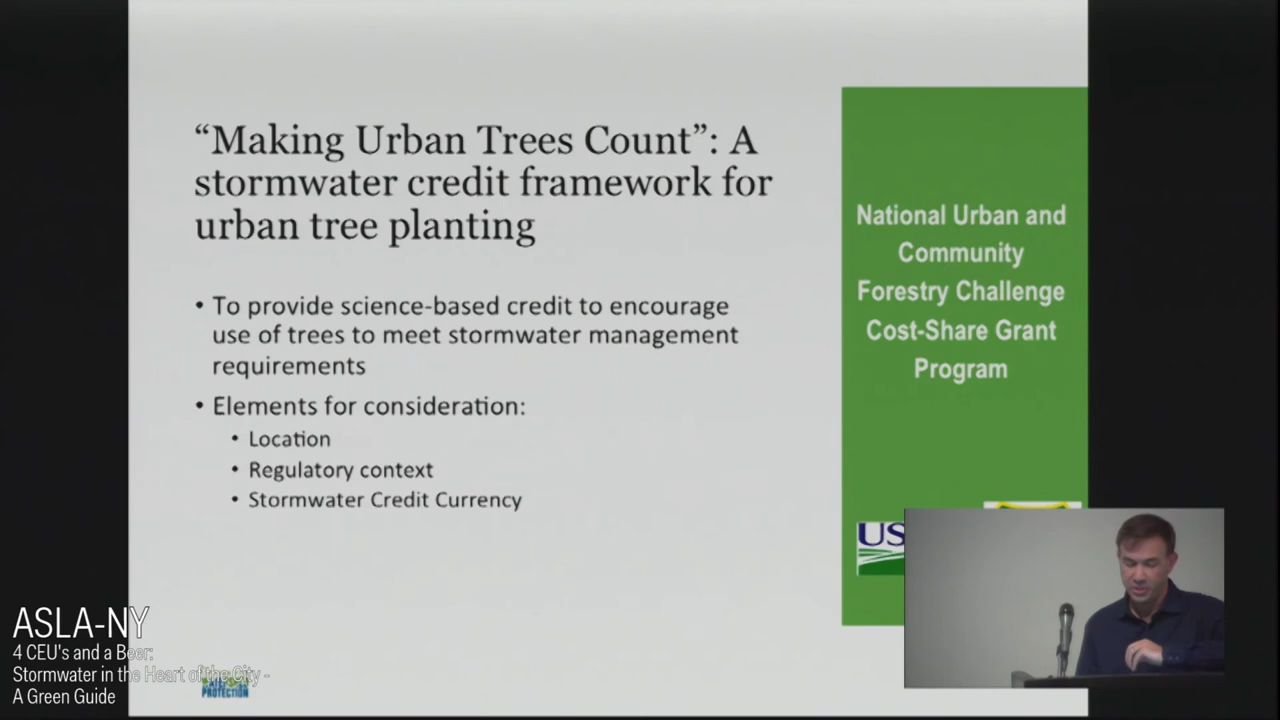 “Making Urban Trees Count”: A
stormwater credit framework for
urban tree planting
• To provide science-based credit to encourage
use of trees to meet stormwater management
requirements
• Elements for consideration:
• Location
• Regulatory context
• Stormwater Credit Currency
National Urban and
Community
Forestry Challenge
Cost-Share Grant
Program
US
ASLA-NY
4 CEU's and a Beer:
Stormwater in the Heart of the City -
A Green Guide
PROTECTION